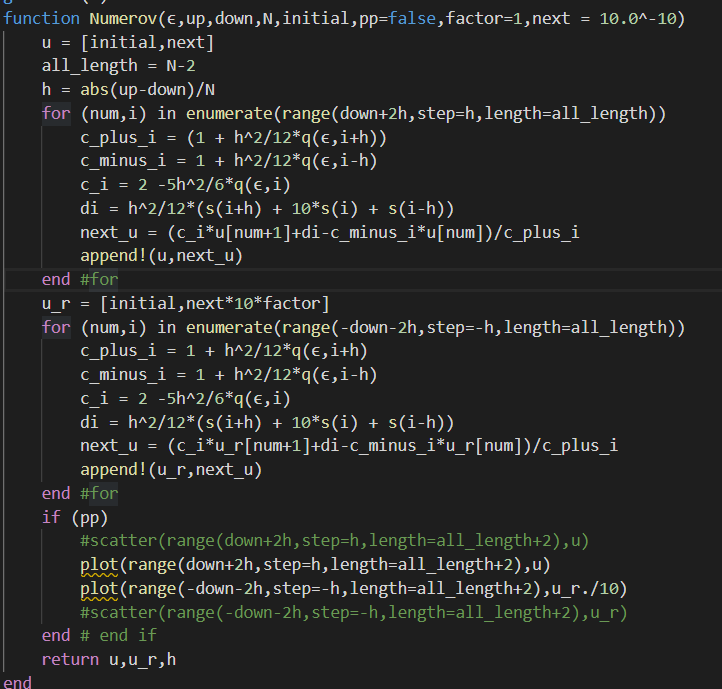 function Numerov(ϵ,up,down,N,initial,pp=false,factor=1,next = 10.0^-10)
    u = [initial,next]
    all_length = N-2
    h = abs(up-down)/N
    for (num,i) in enumerate(range(down+2h,step=h,length=all_length))
        c_plus_i = (1 + h^2/12*q(ϵ,i+h))
        c_minus_i = 1 + h^2/12*q(ϵ,i-h)
        c_i = 2 -5h^2/6*q(ϵ,i)
        di = h^2/12*(s(i+h) + 10*s(i) + s(i-h))
        next_u = (c_i*u[num+1]+di-c_minus_i*u[num])/c_plus_i
        append!(u,next_u)
    end #for
    u_r = [initial,next*10*factor]
    for (num,i) in enumerate(range(-down-2h,step=-h,length=all_length))
        c_plus_i = 1 + h^2/12*q(ϵ,i+h)
        c_minus_i = 1 + h^2/12*q(ϵ,i-h)
        c_i = 2 -5h^2/6*q(ϵ,i)
        di = h^2/12*(s(i+h) + 10*s(i) + s(i-h))
        next_u = (c_i*u_r[num+1]+di-c_minus_i*u_r[num])/c_plus_i
        append!(u_r,next_u)
    end #for
    if (pp)
        #scatter(range(down+2h,step=h,length=all_length+2),u)
        plot(range(down+2h,step=h,length=all_length+2),u)
        plot(range(-down-2h,step=-h,length=all_length+2),u_r./10)
        #scatter(range(-down-2h,step=-h,length=all_length+2),u_r)
    end # end if
    return u,u_r,h
end